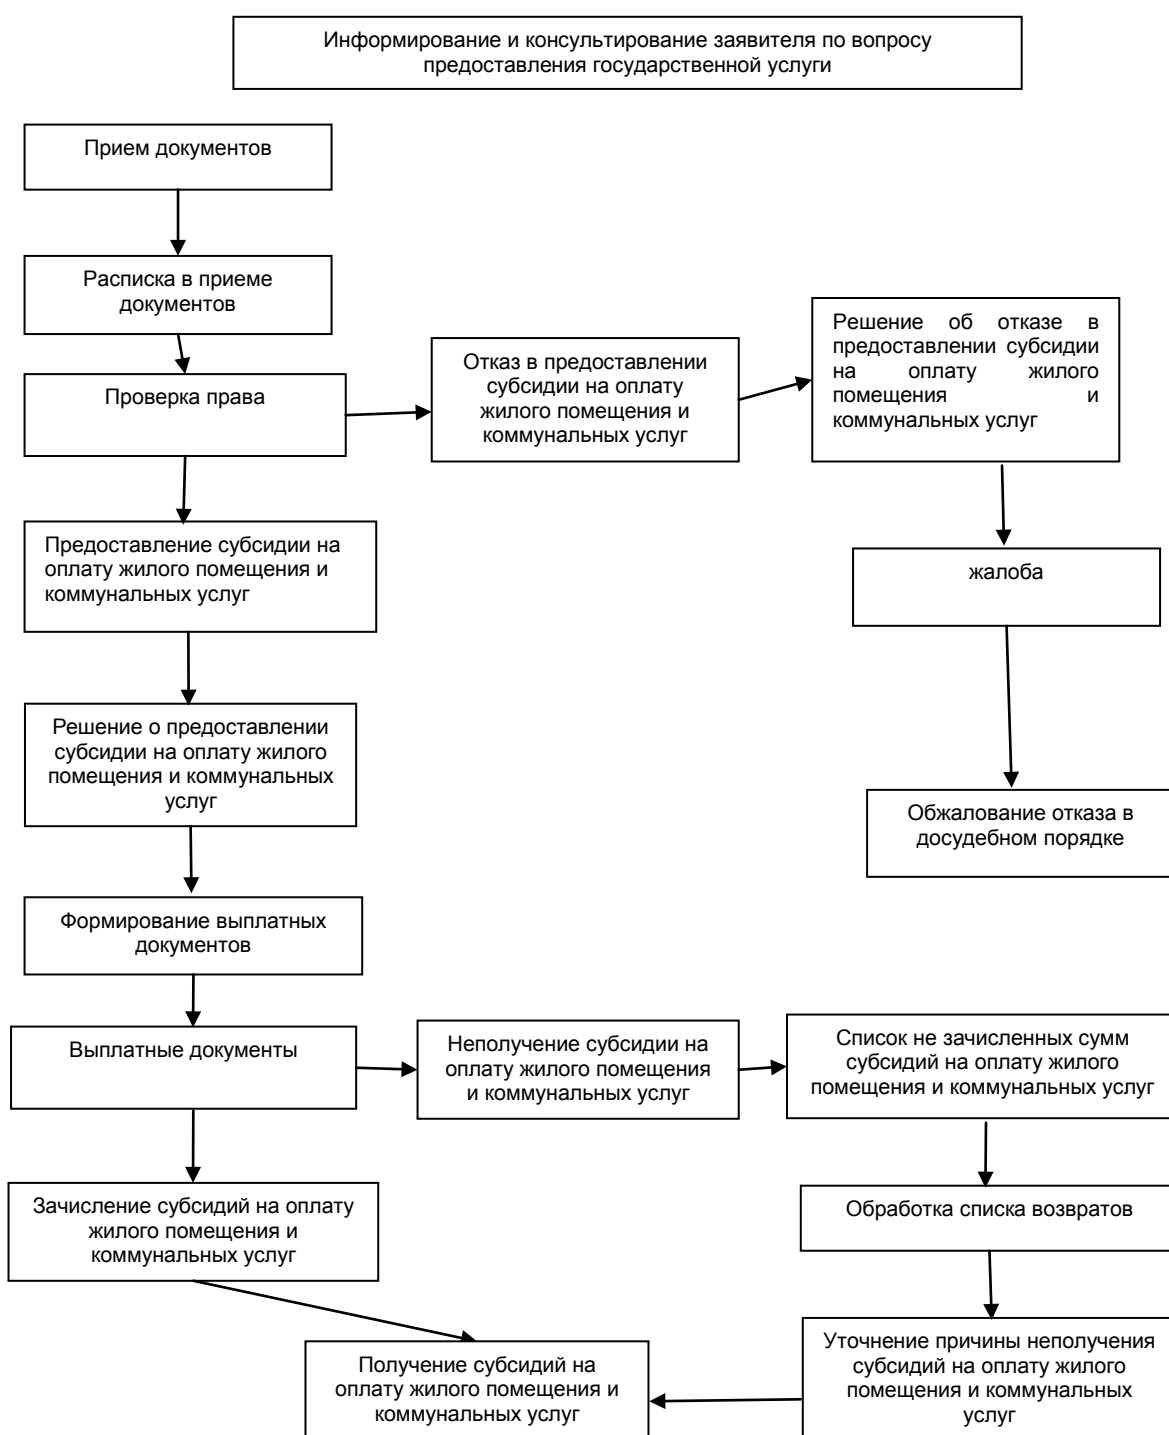 Информирование и консультирование заявителя по вопросу
предоставления государственной услуги
Прием документов
Расписка в приеме
документов
Проверка права
Отказ в предоставлении
субсидии на оплату
жилого помещения и
коммунальных услуг
Решение об отказе в
предоставлении субсидии
на оплату жилого
помещения и
коммунальных услуг
Предоставление субсидии на
оплату жилого помещения и
коммунальных услуг
жалоба
Решение о предоставлении
субсидии на оплату жилого
помещения и коммунальных
услуг
Обжалование отказа в
досудебном порядке
Формирование выплатных
документов
Выплатные документы
Неполучение субсидии на
оплату жилого помещения
и коммунальных услуг
Список не зачисленных сумм
субсидий на оплату жилого
помещения и коммунальных услуг
Зачисление субсидий на оплату
жилого помещения и
коммунальных услуг
Обработка списка возвратов
Получение субсидий на
оплату жилого помещения и
коммунальных услуг
Уточнение причины неполучения
субсидий на оплату жилого
помещения и коммунальных
услуг